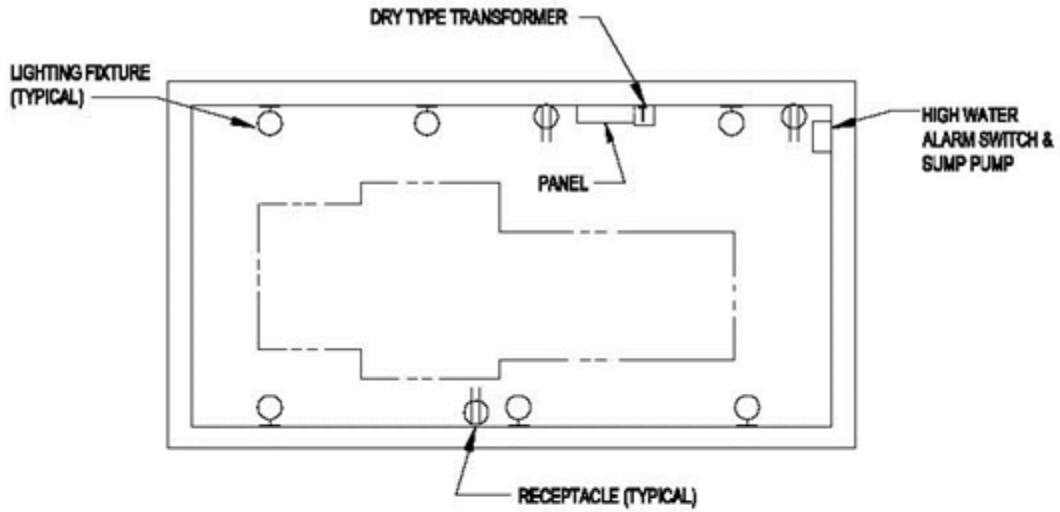 DRY TYPE TRANSFORMER
LIGHTING FIXTURE
(TYPICAL)
HIGH WATER
ALARM SWITCH &
SUMP PUMP
T
PANEL
RECEPTACLE (TYPICAL)